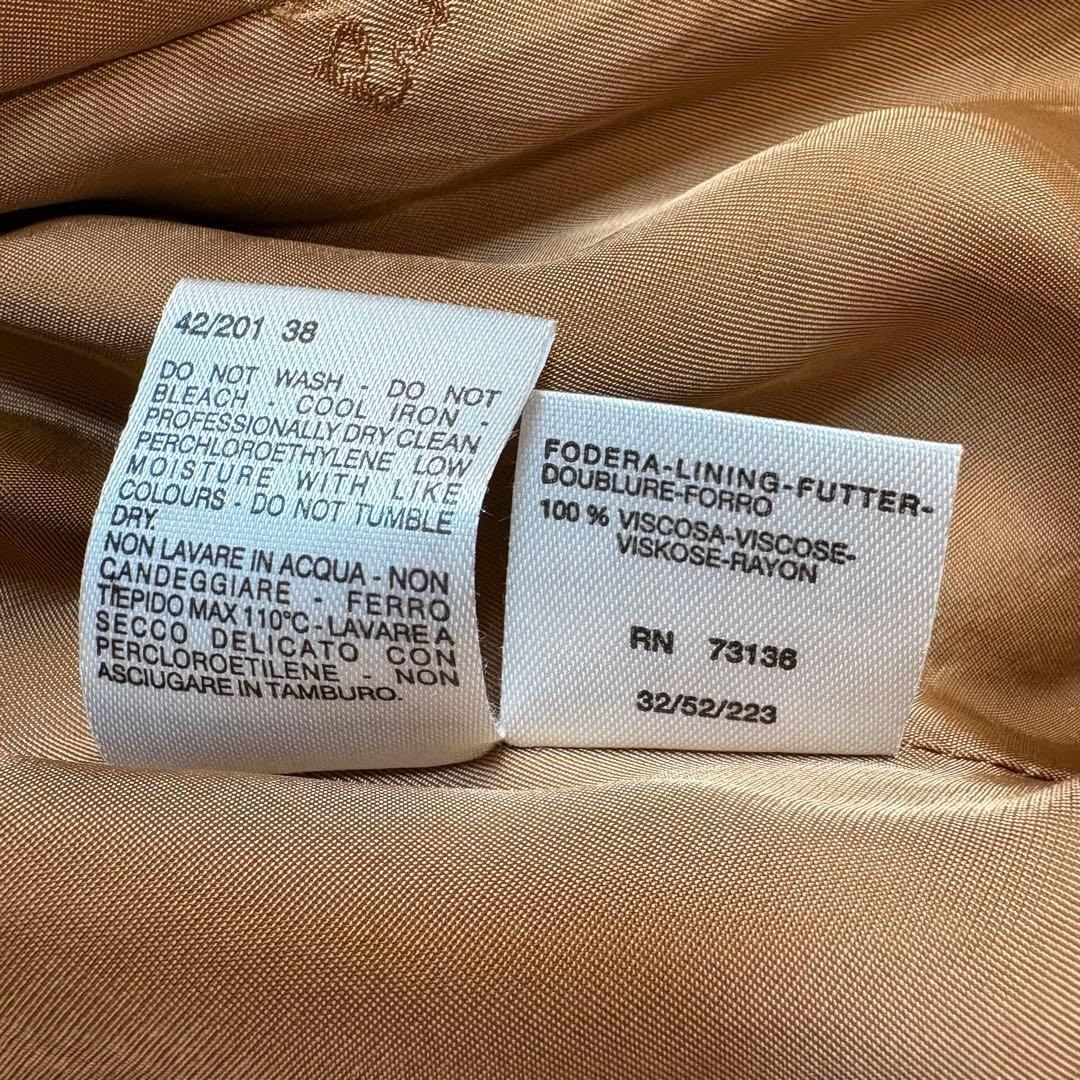 42/201 38
DO NOT WASH - DO NOT
BLEACH - COOL IRON -
PROFESSIONALLY DRY CLEAN
PERCHLOROETHYLENE LOW
MOISTURE WITH LIKE
COLOURS - DO NOT TUMBLE
DRY.
NON LAVARE IN ACQUA - NON
CANDEGGIARE - FERRO
TIEPIDO MAX 110°C - LAVARE A
SECCO DELICATO CON
PERCLOROETILENE - NON
ASCIUGARE IN TAMBURO.
FODERA-LINING-FUTTER-
DOUBLURE-FORRO
100 % VISCOSA-VISCOSE-
VISKOSE-RAYON
RN 73136
32/52/223